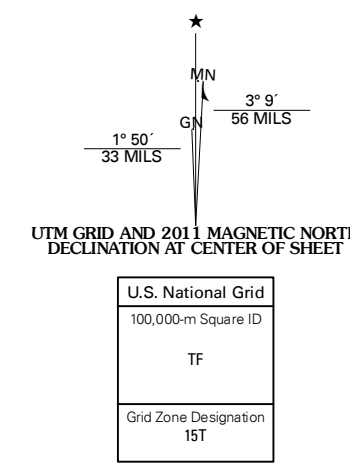 ★
MN
3° 9´
GN
56 MILS
1° 50´
33 MILS
UTM GRID AND 2011 MAGNETIC NORTH
DECLINATION AT CENTER OF SHEET
U.S. National Grid
100,000-m Square ID
TF
Grid Zone Designation
15T